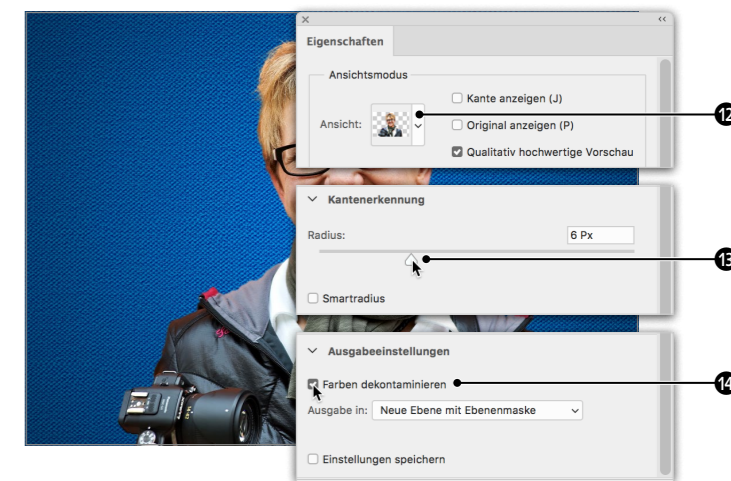 Eigenschaften
Ansichtsmodus
Ansicht:
Kante anzeigen (J)
Original anzeigen (P)
Qualitativ hochwertige Vorschau
12
Kantenerkennung
Radius:
6 Px
13
Smartradius
Ausgabeeinstellungen
Farben dekontaminieren
14
Ausgabe in:
Neue Ebene mit Ebenenmaske
Einstellungen speichern